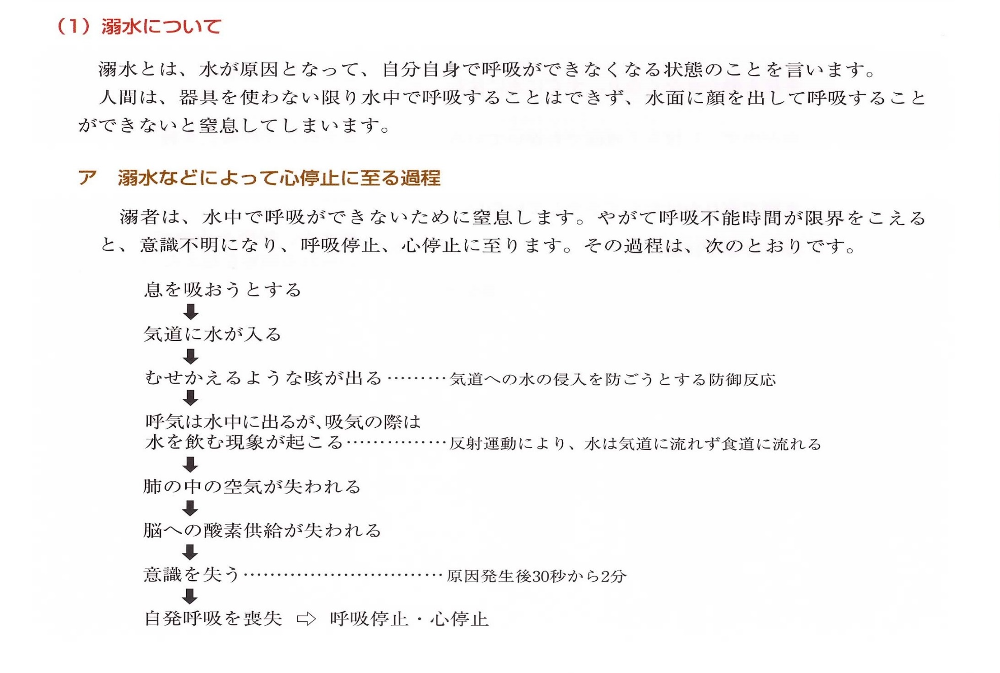 (1) 溺水について
溺水とは、水が原因となって、自分自身で呼吸ができなくなる状態のことを言います。
人間は、器具を使わない限り水中で呼吸することはできず、水面に顔を出して呼吸すること
ができないと窒息してしまいます。
ア 溺水などによって心停止に至る過程
溺者は、水中で呼吸ができないために窒息します。やがて呼吸不能時間が限界をこえる
と、意識不明になり、呼吸停止、心停止に至ります。その過程は、次のとおりです。
息を吸おうとする
気道に水が入る
むせかえるような咳が出る………気道への水の侵入を防ごうとする防御反応
呼気は水中に出るが、吸気の際は
水を飲む現象が起こる……………反射運動により、水は気道に流れず食道に流れる
肺の中の空気が失われる
脳への酸素供給が失われる
意識を失う…………………………原因発生後30秒から2分
自発呼吸を喪失 ⇨ 呼吸停止・心停止